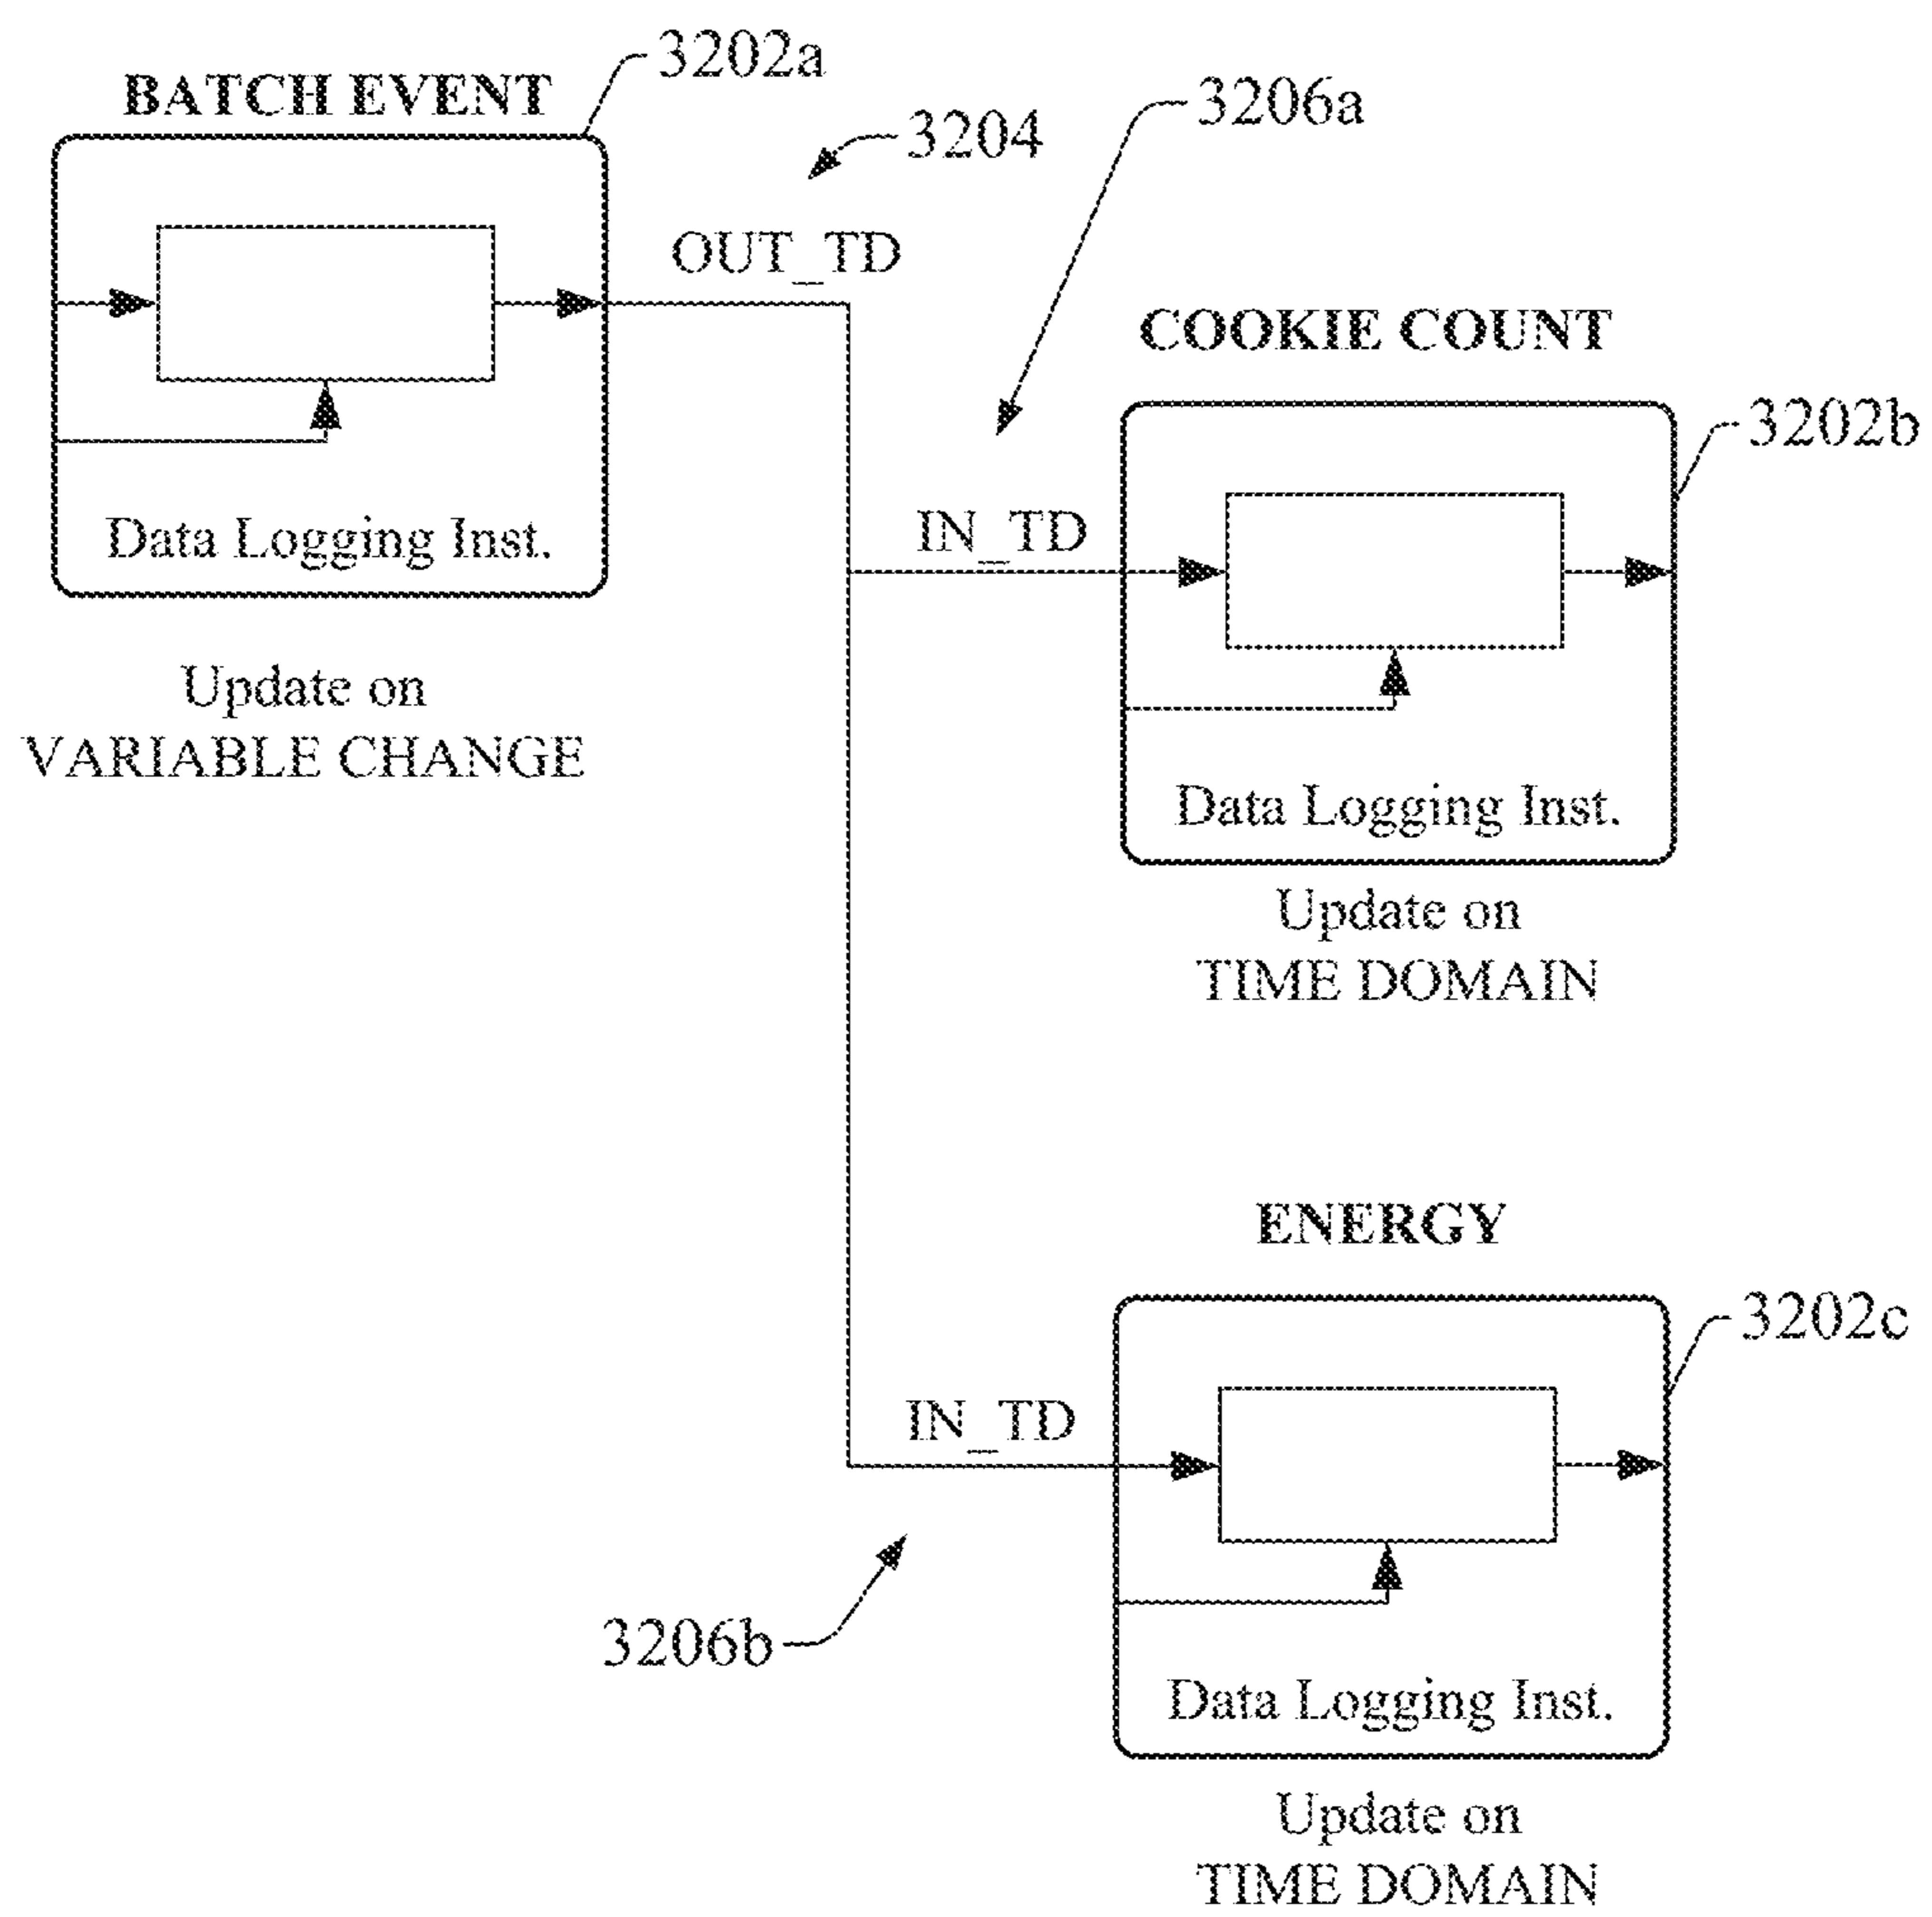 3202a
BATCH EVENT
3204
3206a
OUT_TD
COOKIE COUNT
3202b
IN_TD
Data Logging Inst.
Update on
VARIABLE CHANGE
Data Logging Inst.
Update on
TIME DOMAIN
ENERGY
3202c
IN_TD
3206b
Data Logging Inst.
Update on
TIME DOMAIN